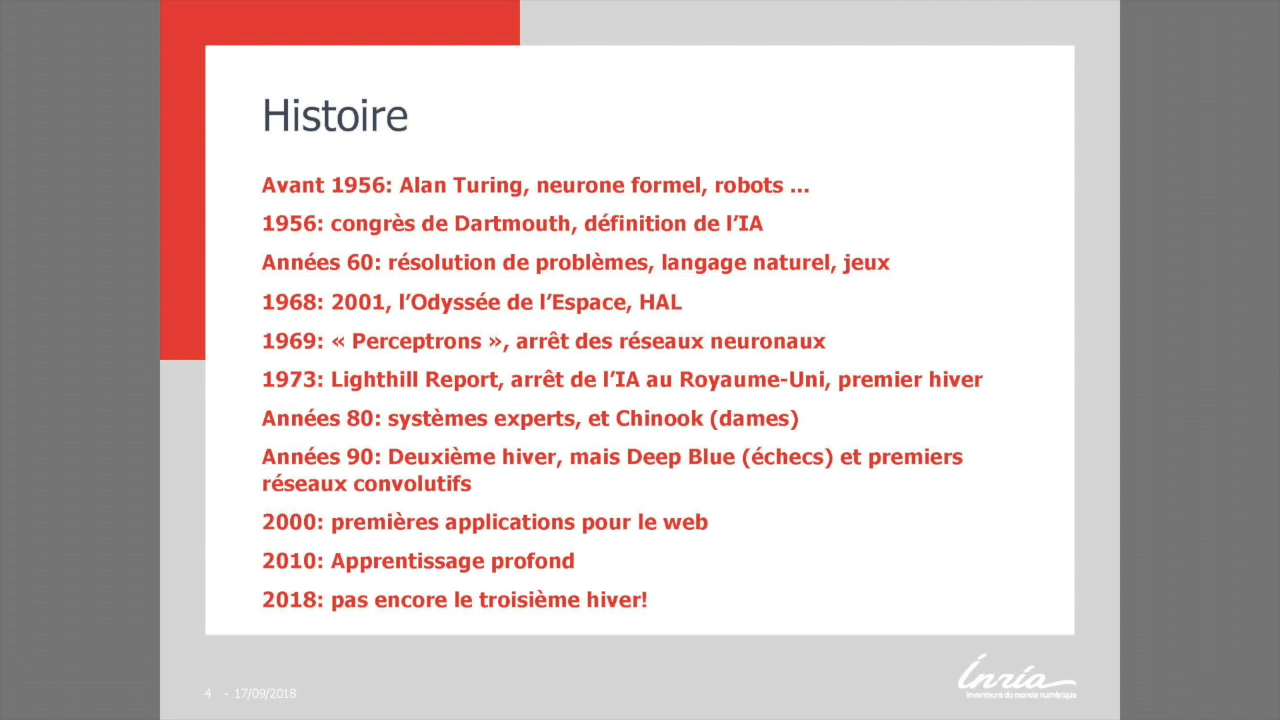 Histoire
Avant 1956: Alan Turing, neurone formel, robots ...
1956: congrès de Dartmouth, définition de l’IA
Années 60: résolution de problèmes, langage naturel, jeux
1968: 2001, l’Odyssée de l’Espace, HAL
1969: « Perceptrons », arrêt des réseaux neuronaux
1973: Lighthill Report, arrêt de l’IA au Royaume-Uni, premier hiver
Années 80: systèmes experts, et Chinook (dames)
Années 90: Deuxième hiver, mais Deep Blue (échecs) et premiers
réseaux convolutifs
2000: premières applications pour le web
2010: Apprentissage profond
2018: pas encore le troisième hiver!
Inria
inventeurs du monde numérique
4 - 17/09/2018